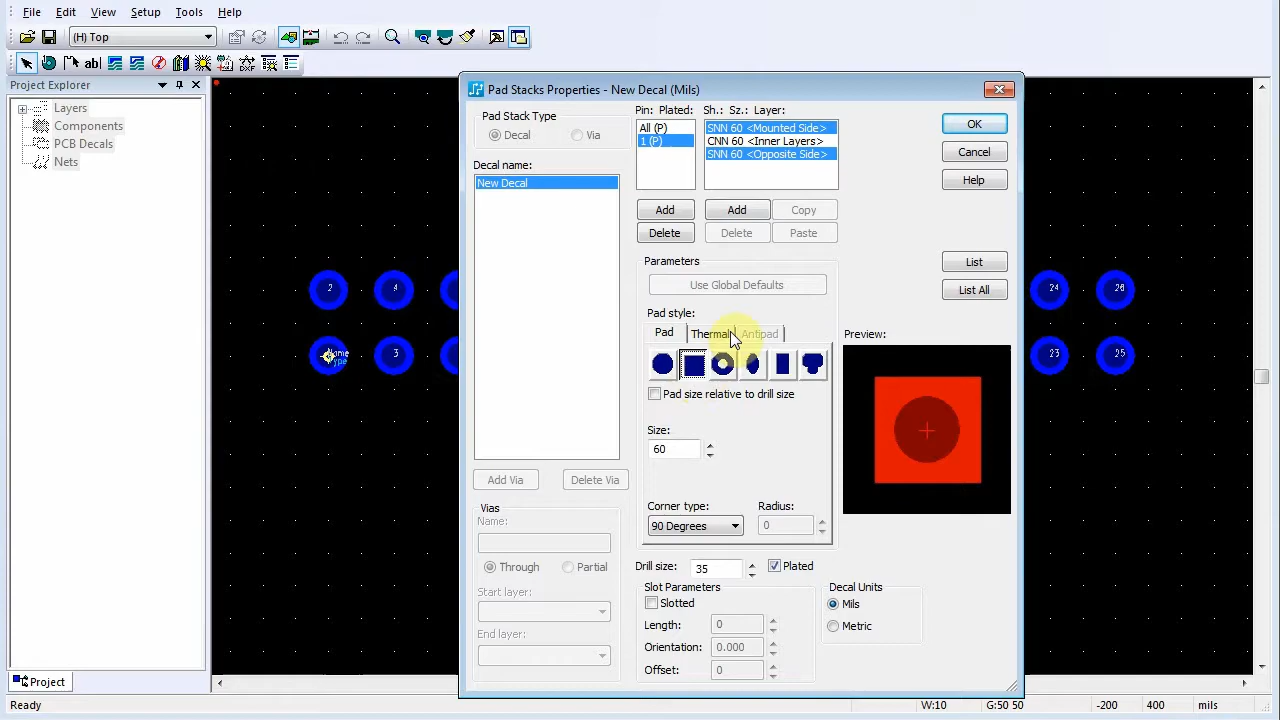 File Edit View Setup Tools Help
(H) Top
ab
DXF
Project Explorer
Layers
Components
PCB Decals
Nets
Project
2 4 24 26
3 23 25
Name
Type
Pad Stacks Properties - New Decal (Mils)
Pad Stack Type
Decal Via
Decal name:
New Decal
Add Via Delete Via
Vias
Name:
Through Partial
Start layer:
End layer:
Pin: Plated: Sh.: Sz.: Layer:
All (P)
1 (P)
SNN 60 <Mounted Side>
CNN 60 <Inner Layers>
SNN 60 <Opposite Side>
Add Add Copy
Delete Delete Paste
Parameters
Use Global Defaults
Pad style:
Pad Thermal Antipad
Pad size relative to drill size
Size:
60
Corner type: Radius:
90 Degrees 0
Drill size: 35 Plated
Slot Parameters
Slotted
Length: 0
Orientation: 0.000
Offset: 0
Decal Units
Mils
Metric
OK
Cancel
Help
List
List All
Preview:
Ready W:10 G:50 50 -200 400 mils